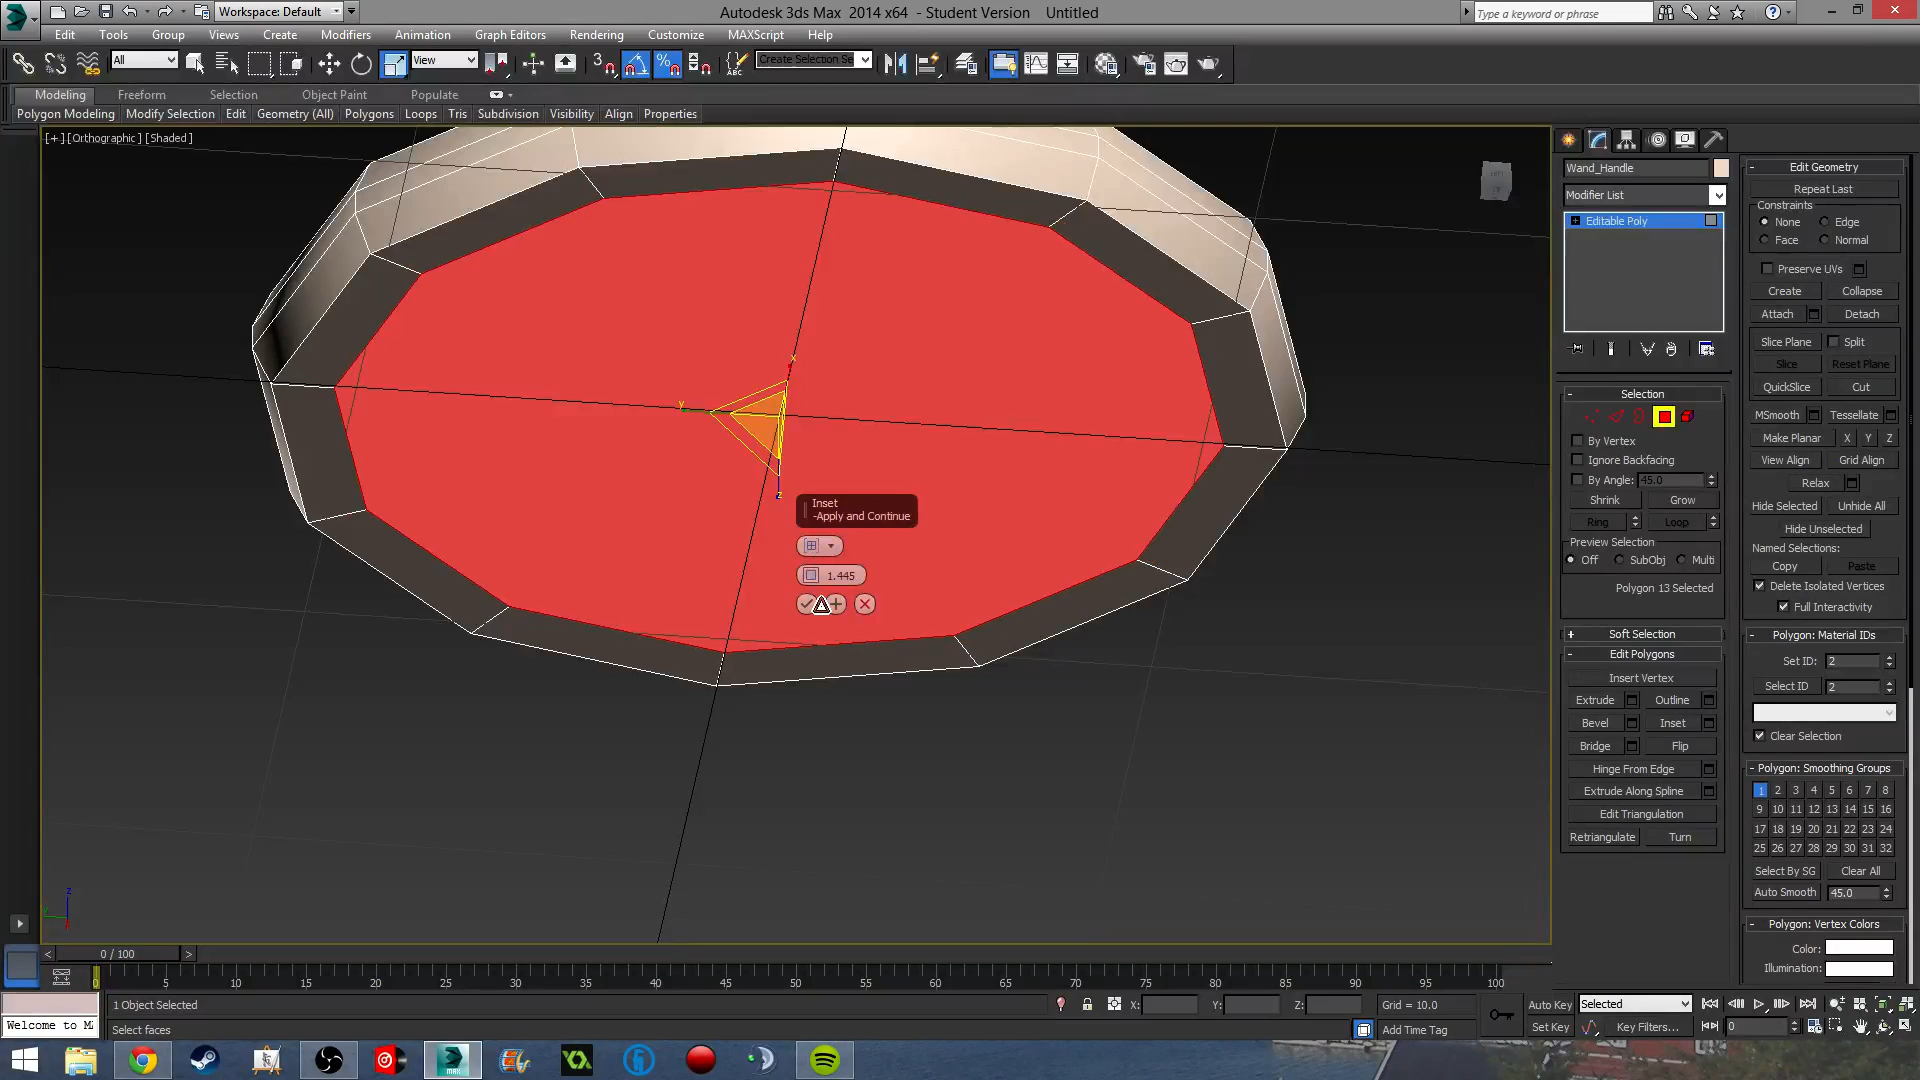 Workspace: Default
Autodesk 3ds Max 2014 x64 - Student Version Untitled
Type a keyword or phrase
Edit Tools Group Views Create Modifiers Animation Graph Editors Rendering Customize MAXScript Help
All
View
3
%
ABC
Create Selection Se
Modeling Freeform Selection Object Paint Populate
Polygon Modeling Modify Selection Edit Geometry (All) Polygons Loops Tris Subdivision Visibility Align Properties
[+] [Orthographic] [Shaded]
x
y
z
Inset
-Apply and Continue
1.445
Wand_Handle
Modifier List
Editable Poly
Selection
By Vertex
Ignore Backfacing
By Angle: 45.0
Shrink Grow
Ring Loop
Preview Selection
Off SubObj Multi
Polygon 13 Selected
Soft Selection
Edit Polygons
Insert Vertex
Extrude Outline
Bevel Inset
Bridge Flip
Hinge From Edge
Extrude Along Spline
Edit Triangulation
Retriangulate Turn
Edit Geometry
Repeat Last
Constraints
None Edge
Face Normal
Preserve UVs
Create Collapse
Attach Detach
Slice Plane Split
Slice Reset Plane
QuickSlice Cut
MSmooth Tessellate
Make Planar X Y Z
View Align Grid Align
Relax
Hide Selected Unhide All
Hide Unselected
Named Selections:
Copy Paste
Delete Isolated Vertices
Full Interactivity
Polygon: Material IDs
Set ID: 2
Select ID 2
Clear Selection
Polygon: Smoothing Groups
1 2 3 4 5 6 7 8
9 10 11 12 13 14 15 16
17 18 19 20 21 22 23 24
25 26 27 28 29 30 31 32
Select By SG Clear All
Auto Smooth 45.0
Polygon: Vertex Colors
Color:
Illumination:
z
0 / 100
0 5 10 15 20 25 30 35 40 45 50 55 60 65 70 75 80 85 90 95 100
1 Object Selected
X: Y: Z: Grid = 10.0
Auto Key Selected
Welcome to M
Select faces
Add Time Tag
Set Key Key Filters... 0
MAX